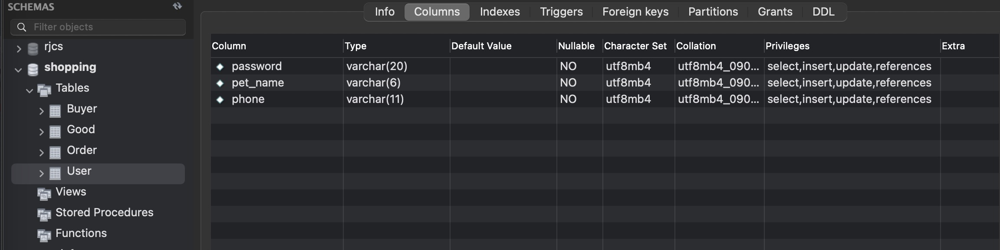 SCHEMAS
Filter objects
rjcs
shopping
Tables
Buyer
Good
Order
User
Views
Stored Procedures
Functions
Info Columns Indexes Triggers Foreign keys Partitions Grants DDL
Column Type Default Value Nullable Character Set Collation Privileges Extra
password varchar(20) NO utf8mb4 utf8mb4_090... select,insert,update,references
pet_name varchar(6) NO utf8mb4 utf8mb4_090... select,insert,update,references
phone varchar(11) NO utf8mb4 utf8mb4_090... select,insert,update,references